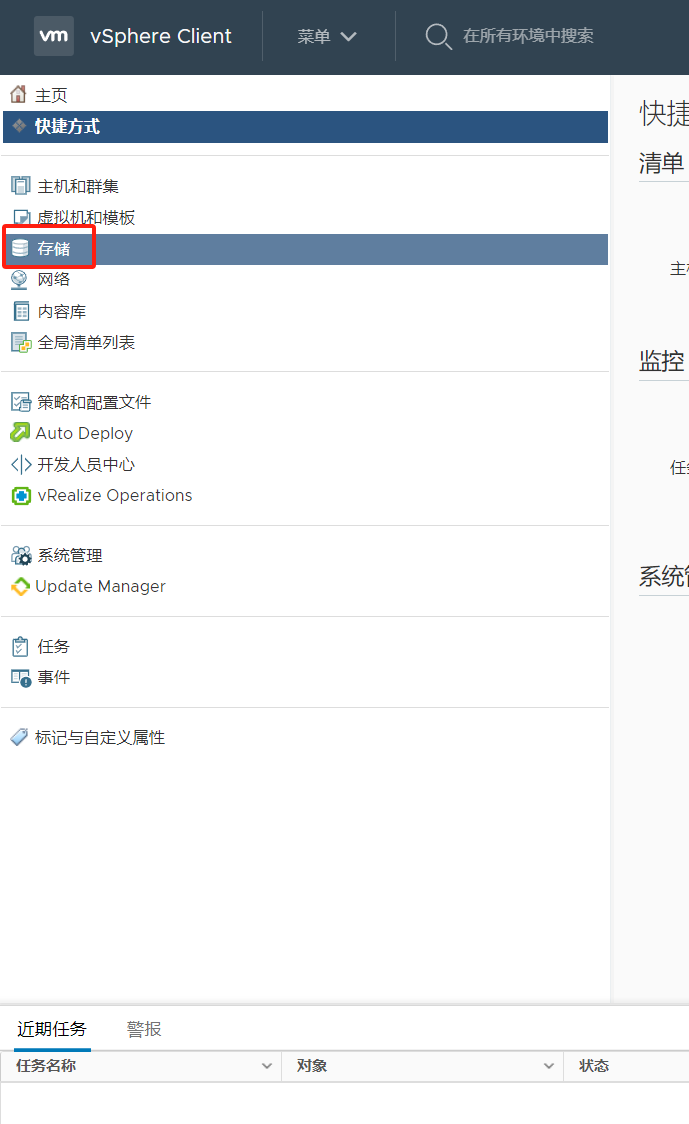 vm vSphere Client 菜单 在所有环境中搜索
主页
快捷方式
主机和群集
虚拟机和模板
存储
网络
内容库
全局清单列表
策略和配置文件
Auto Deploy
开发人员中心
vRealize Operations
系统管理
Update Manager
任务
事件
标记与自定义属性
快捷
清单
主
监控
任
系统
近期任务 警报
任务名称 对象 状态